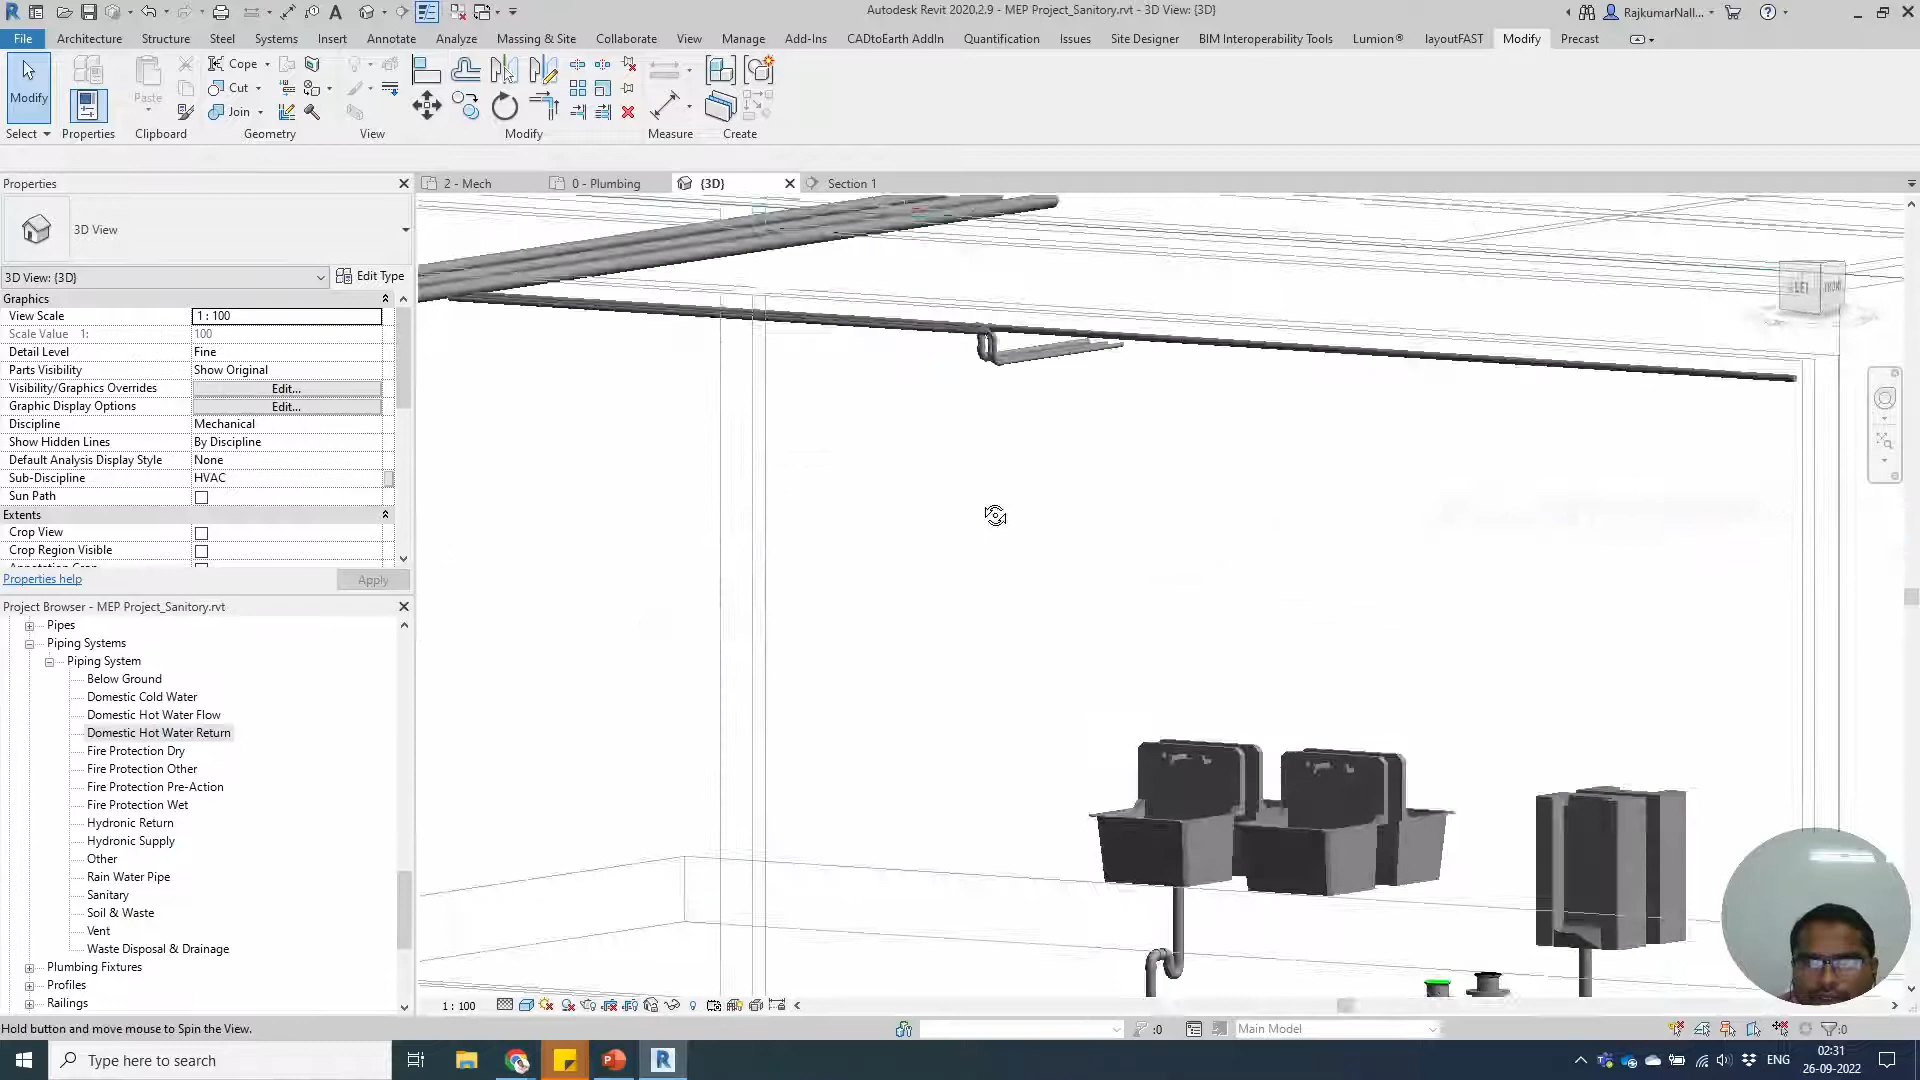 Autodesk Revit 2020.2.9 - MEP Project_Sanitory.rvt - 3D View: {3D}
RajkumarNall...
File Architecture Structure Steel Systems Insert Annotate Analyze Massing & Site Collaborate View Manage Add-Ins CADtoEarth AddIn Quantification Issues Site Designer BIM Interoperability Tools Lumion® layoutFAST Modify Precast
Modify
Paste
Cope
Cut
Join
Select Properties Clipboard Geometry View Modify Measure Create
Properties
2 - Mech 0 - Plumbing {3D} Section 1
3D View
3D View: {3D} Edit Type
Graphics
View Scale 1 : 100
Scale Value 1: 100
Detail Level Fine
Parts Visibility Show Original
Visibility/Graphics Overrides Edit...
Graphic Display Options Edit...
Discipline Mechanical
Show Hidden Lines By Discipline
Default Analysis Display Style None
Sub-Discipline HVAC
Sun Path
Extents
Crop View
Crop Region Visible
Properties help Apply
Project Browser - MEP Project_Sanitory.rvt
Pipes
Piping Systems
Piping System
Below Ground
Domestic Cold Water
Domestic Hot Water Flow
Domestic Hot Water Return
Fire Protection Dry
Fire Protection Other
Fire Protection Pre-Action
Fire Protection Wet
Hydronic Return
Hydronic Supply
Other
Rain Water Pipe
Sanitary
Soil & Waste
Vent
Waste Disposal & Drainage
Plumbing Fixtures
Profiles
Railings
1 : 100
Hold button and move mouse to Spin the View.
:0 Main Model :0
Type here to search
ENG
02:31
26-09-2022